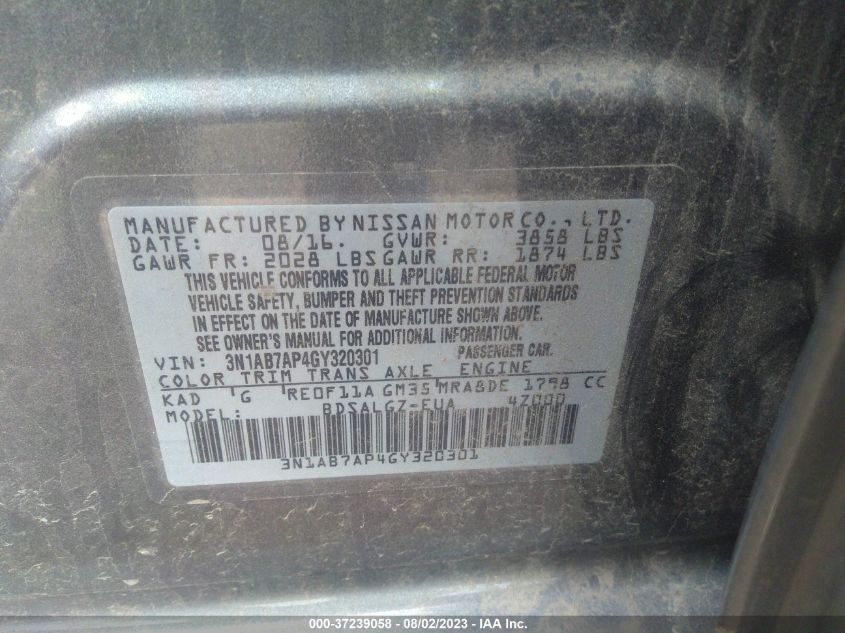 MANUFACTURED BY NISSAN MOTOR CO., LTD.
DATE: 08/16. GVWR: 3858 LBS
GAWR FR: 2028 LBS GAWR RR: 1874 LBS
THIS VEHICLE CONFORMS TO ALL APPLICABLE FEDERAL MOTOR
VEHICLE SAFETY, BUMPER AND THEFT PREVENTION STANDARDS
IN EFFECT ON THE DATE OF MANUFACTURE SHOWN ABOVE.
SEE OWNER'S MANUAL FOR ADDITIONAL INFORMATION.
VIN: 3N1AB7AP4GY320301 PASSENGER CAR.
COLOR TRIM TRANS AXLE ENGINE
KAD G RE0F11A GM35 MRA8DE 1798 CC
MODEL: BDSALGZ-EUA 4Z000
3N1AB7AP4GY320301
000-37239058 - 08/02/2023 - IAA Inc.